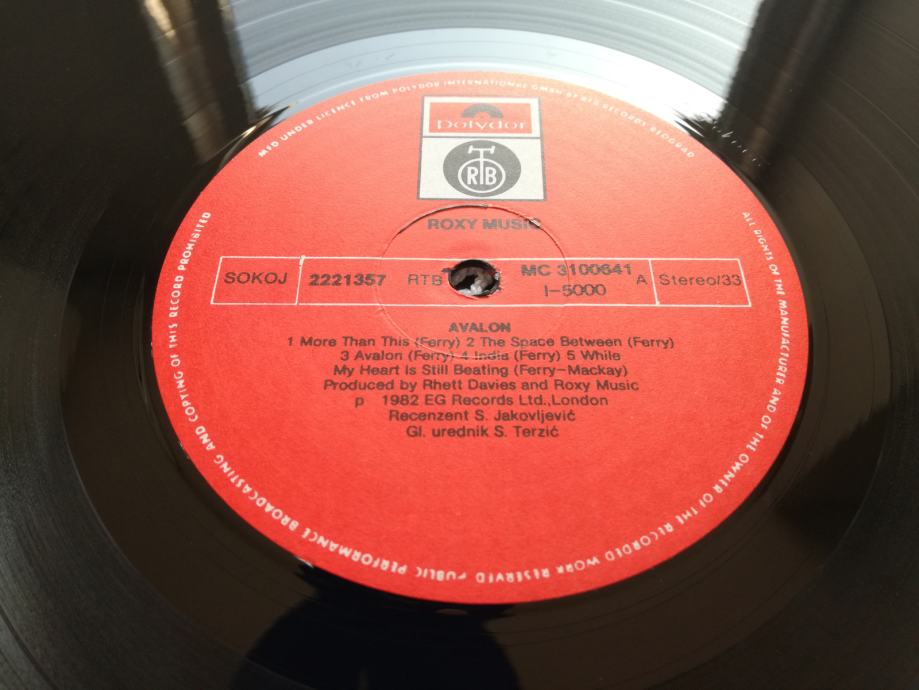 MFD UNDER LICENCE FROM POLYDOR INTERNATIONAL GMBH BY RTB RECORDS BEOGRAD
polydor
RTB
ROXY MUSIC
SOKOJ 2221357 RTB MC 3100641 A Stereo/33
I-5000
AVALON
1 More Than This (Ferry) 2 The Space Between (Ferry)
3 Avalon (Ferry) 4 India (Ferry) 5 While
My Heart Is Still Beating (Ferry-Mackay)
Produced by Rhett Davies and Roxy Music
p 1982 EG Records Ltd.,London
Recenzent S. Jakovljević
Gl. urednik S. Terzić
ALL RIGHTS OF THE MANUFACTURER AND OF THE OWNER OF THE RECORDED WORK RESERVED PUBLIC PERFORMANCE BROADCASTING AND COPYING OF THIS RECORD PROHIBITED